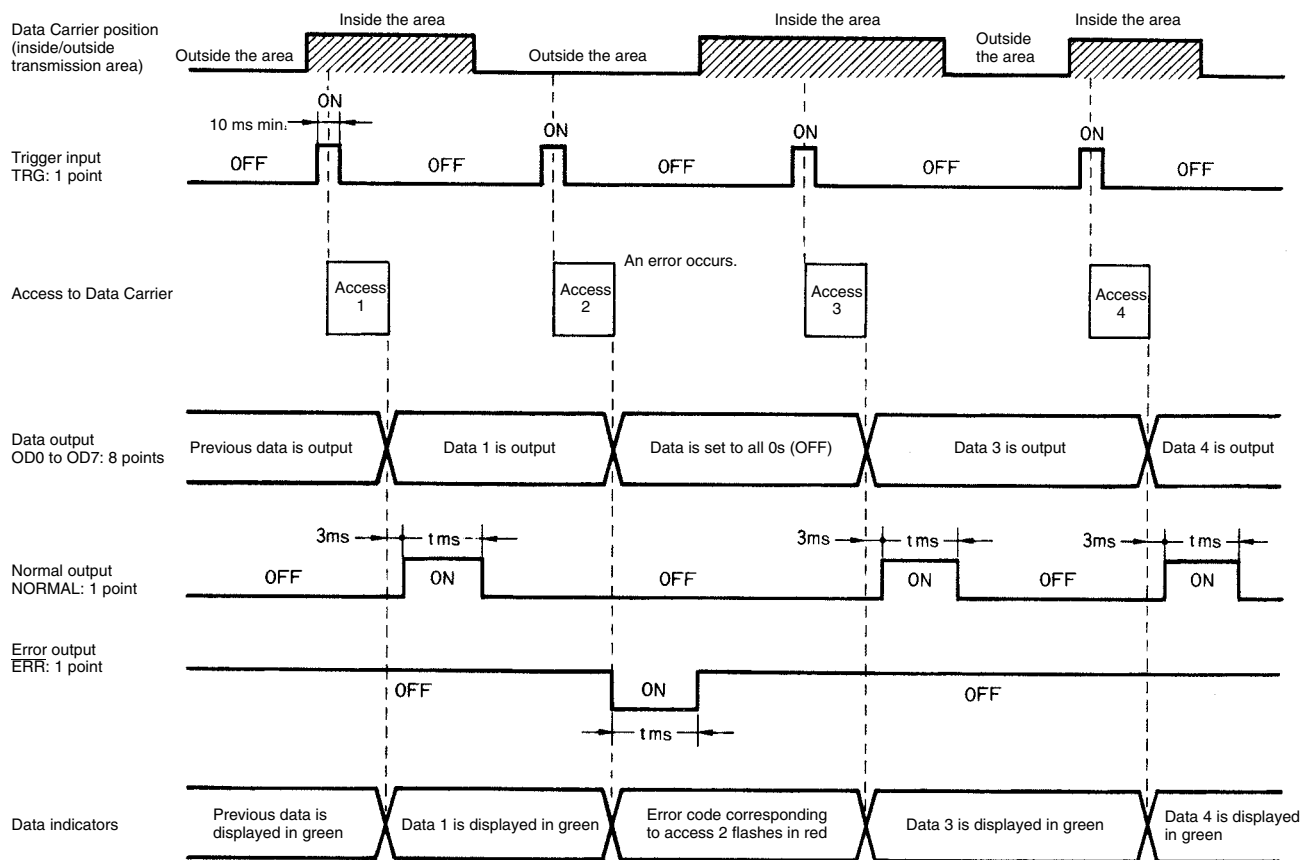 Data Carrier position
(inside/outside
transmission area)
Outside the area
Inside the area
Outside the area
Inside the area
Outside
the area
Inside the area
10 ms min.
ON
ON
ON
ON
Trigger input
TRG: 1 point
OFF
OFF
OFF
OFF
OFF
An error occurs.
Access to Data Carrier
Access
1
Access
2
Access
3
Access
4
Data output
OD0 to OD7: 8 points
Previous data is output
Data 1 is output
Data is set to all 0s (OFF)
Data 3 is output
Data 4 is output
3ms
t ms
3ms
t ms
3ms
t ms
Normal output
NORMAL: 1 point
OFF
ON
OFF
ON
OFF
ON
Error output
ERR: 1 point
OFF
ON
OFF
t ms
Data indicators
Previous data is
displayed in green
Data 1 is displayed in green
Error code corresponding
to access 2 flashes in red
Data 3 is displayed in green
Data 4 is displayed
in green